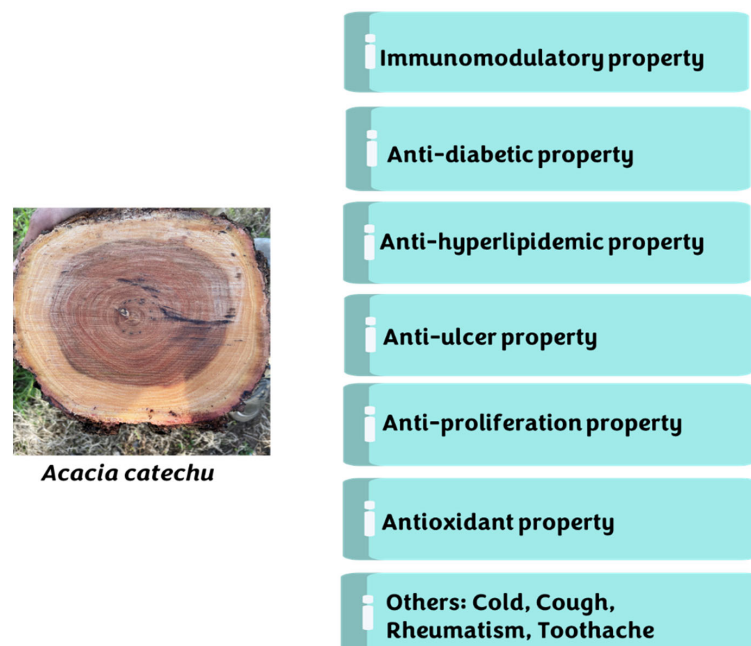 Immunomodulatory property
Anti-diabetic property
Anti-hyperlipidemic property
Anti-ulcer property
Anti-proliferation property
Antioxidant property
Others: Cold, Cough,
Rheumatism, Toothache
Acacia catechu